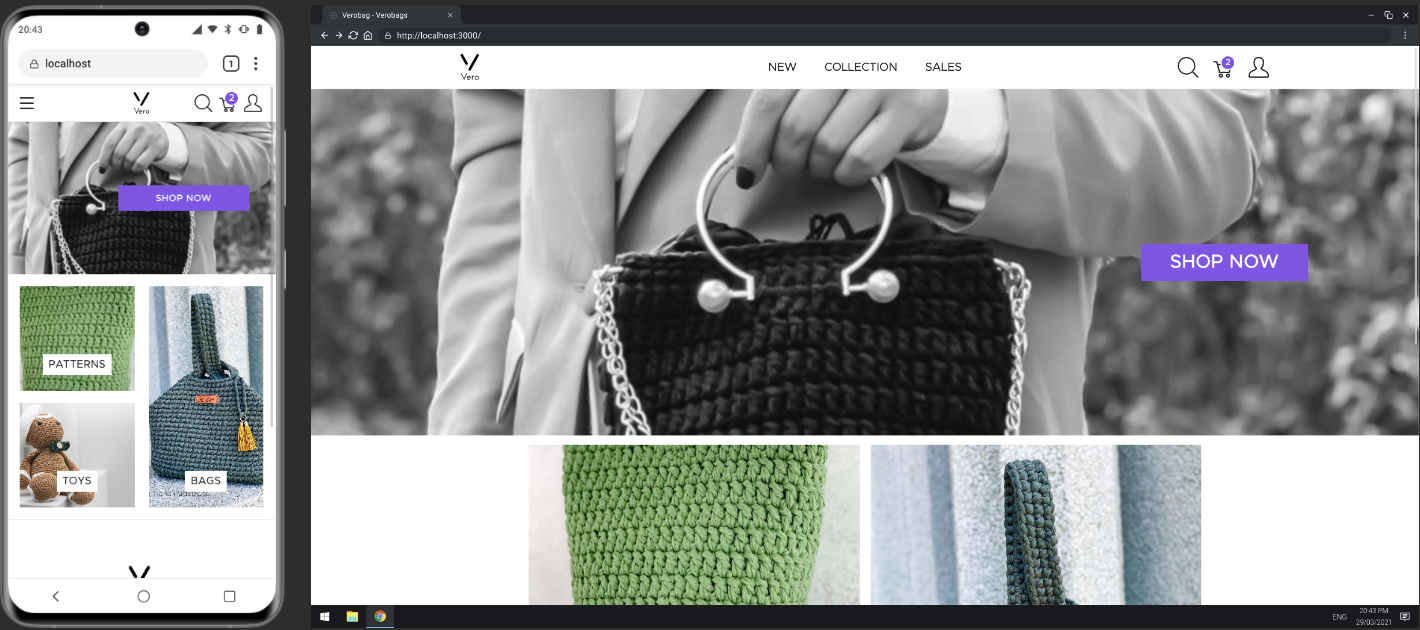 20:43
localhost
1
Vero
2
SHOP NOW
PATTERNS
TOYS
BAGS
Verobag - Verobags
http://localhost:3000/
Vero
NEW
COLLECTION
SALES
2
SHOP NOW
ENG
20:43 PM
29/03/2021